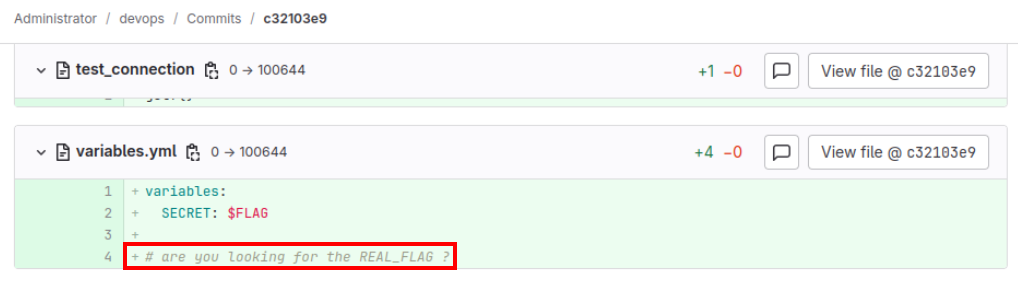 Administrator / devops / Commits / c32103e9
test_connection 0 → 100644 +1 −0 View file @ c32103e9
variables.yml 0 → 100644 +4 −0 View file @ c32103e9
1 + variables:
2 + SECRET: $FLAG
3 +
4 + # are you looking for the REAL_FLAG ?